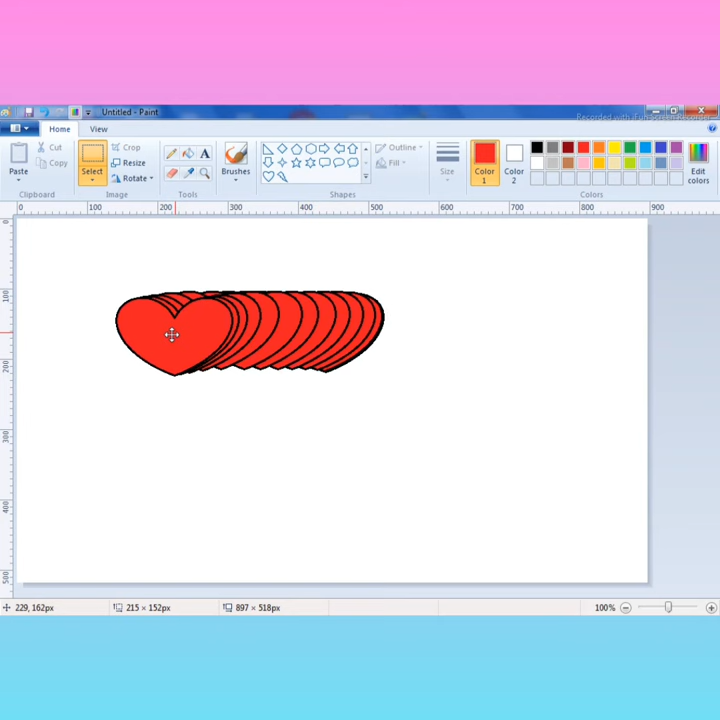 Untitled - Paint
Recorded with iFun Screen Recorder
Home View
Paste Cut Copy Clipboard
Select Crop Resize Rotate Image
A Tools
Brushes
Outline Fill Shapes
Size
Color 1 Color 2 Edit colors Colors
0 100 200 300 400 500 600 700 800 900
0
100
200
300
400
500
229, 162px 215 × 152px 897 × 518px 100%